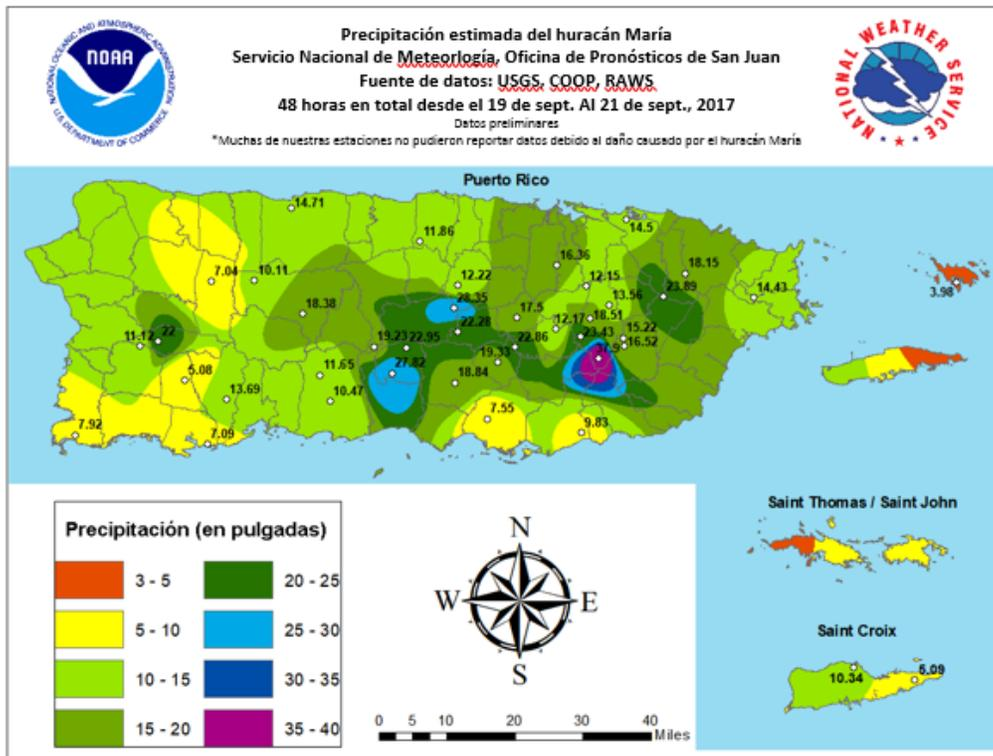 Precipitación estimada del huracán María
Servicio Nacional de Meteorlogía, Oficina de Pronósticos de San Juan
Fuente de datos: USGS, COOP, RAWS
48 horas en total desde el 19 de sept. Al 21 de sept., 2017
Datos preliminares
*Muchas de nuestras estaciones no pudieron reportar datos debido al daño causado por el huracán María
NATIONAL OCEANIC AND ATMOSPHERIC ADMINISTRATION
NOAA
U.S. DEPARTMENT OF COMMERCE
NATIONAL WEATHER SERVICE
Puerto Rico
14.71
14.5
11.86
16.36
18.15
7.04
10.11
12.22
12.15
3.98
28.35
13.56
23.89
14.43
18.38
17.5
18.51
12.17
22.28
23.43
15.22
11.12
22
19.23
22.95
22.86
16.52
19.33
5.08
11.65
27.82
18.84
13.69
10.47
7.55
7.92
7.09
9.83
Precipitación (en pulgadas)
3 - 5
20 - 25
5 - 10
25 - 30
10 - 15
30 - 35
15 - 20
35 - 40
N
W
E
S
0 5 10 20 30 40
Miles
Saint Thomas / Saint John
Saint Croix
10.34